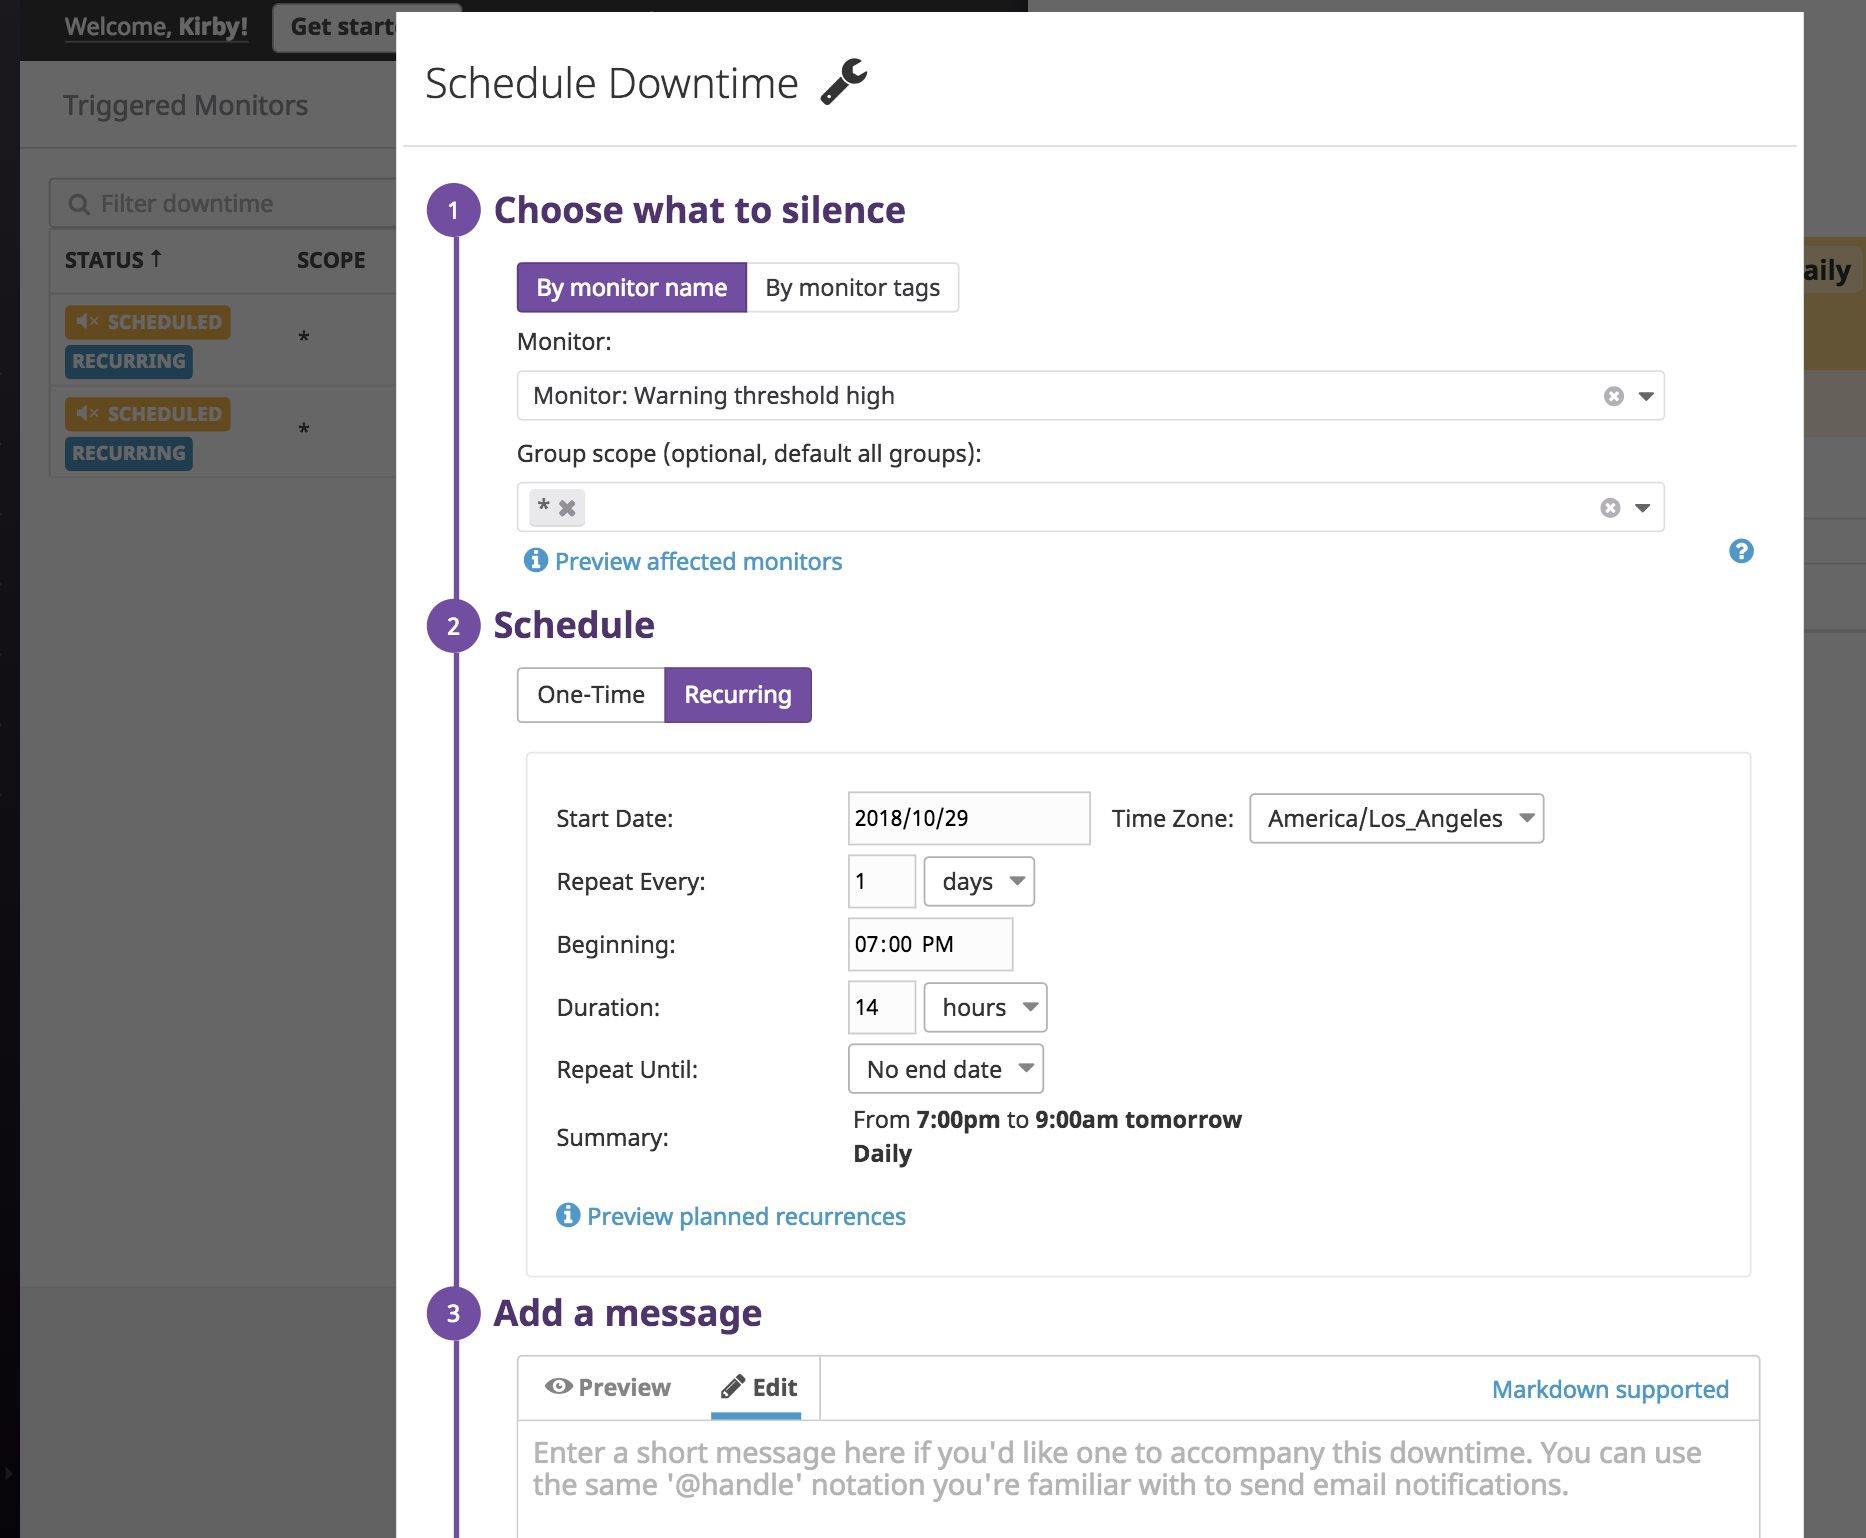 Welcome, Kirby!
Triggered Monitors
Filter downtime
STATUS ↑ SCOPE
SCHEDULED
RECURRING
*
SCHEDULED
RECURRING
*
Schedule Downtime
1 Choose what to silence
By monitor name By monitor tags
Monitor:
Monitor: Warning threshold high
Group scope (optional, default all groups):
*
Preview affected monitors
?
2 Schedule
One-Time Recurring
Start Date: 2018/10/29 Time Zone: America/Los_Angeles
Repeat Every: 1 days
Beginning: 07:00 PM
Duration: 14 hours
Repeat Until: No end date
Summary: From 7:00pm to 9:00am tomorrow
Daily
Preview planned recurrences
3 Add a message
Preview Edit Markdown supported
Enter a short message here if you'd like one to accompany this downtime. You can use
the same '@handle' notation you're familiar with to send email notifications.